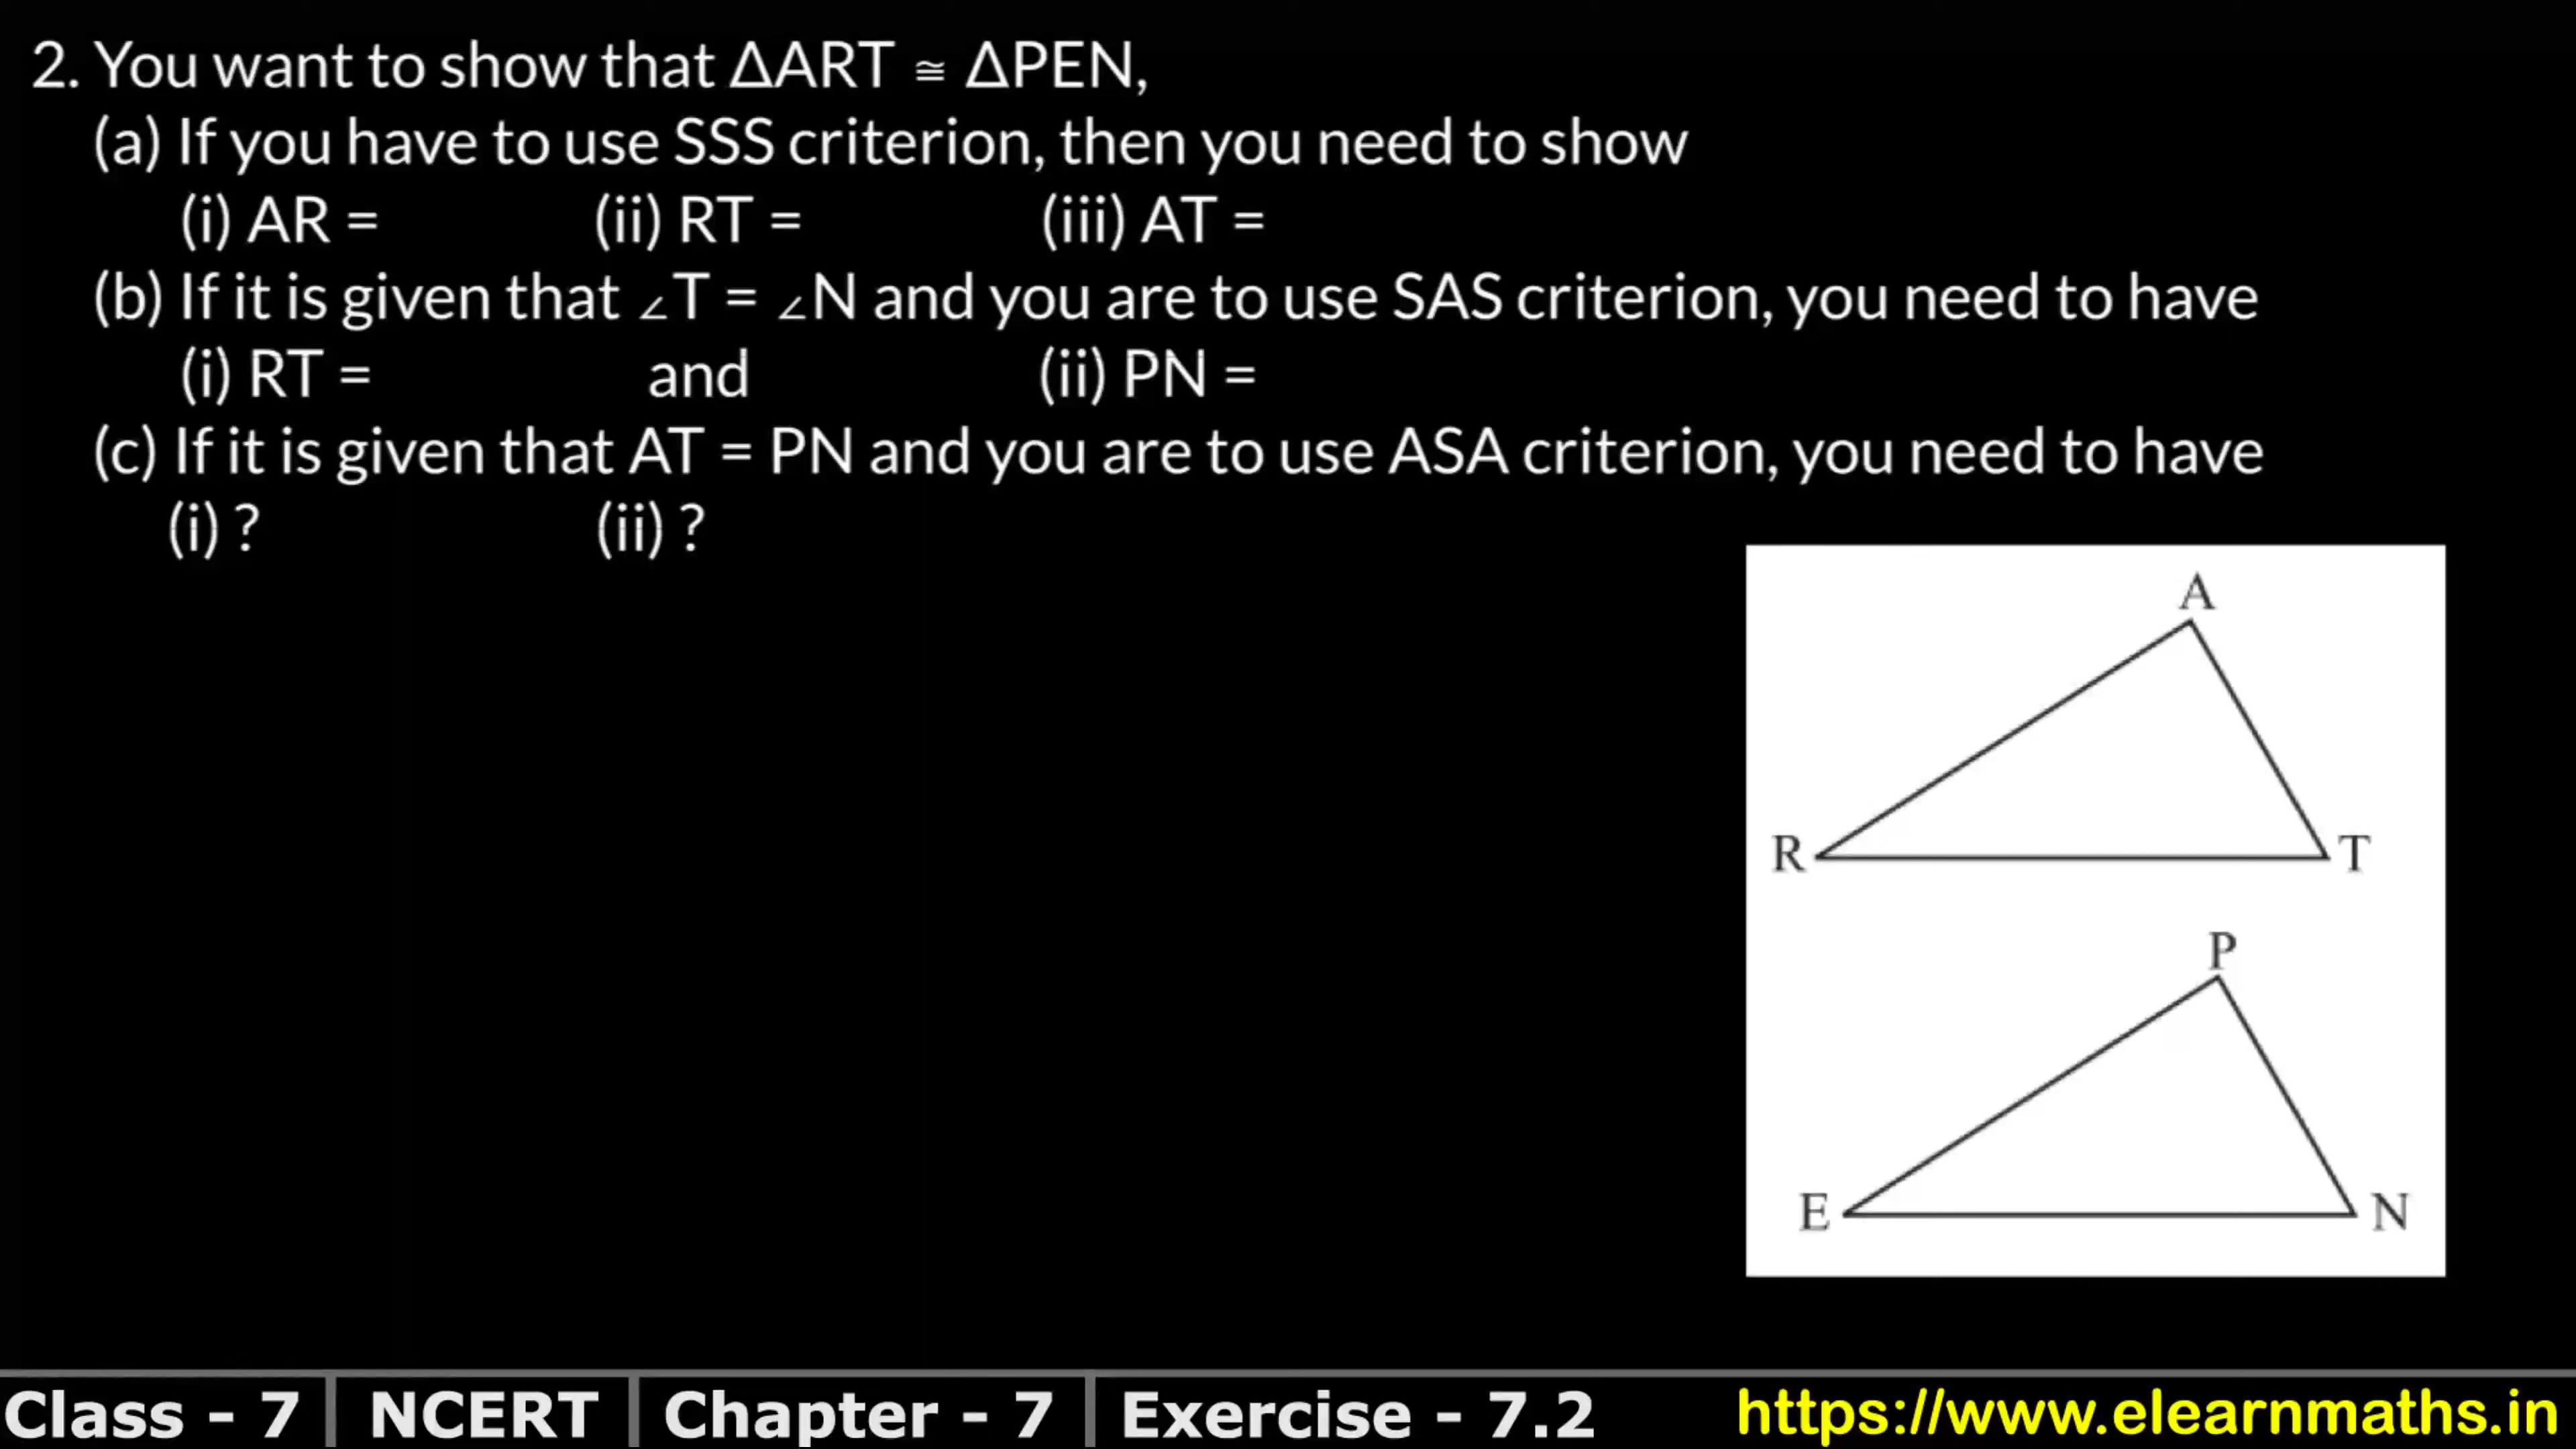 2. You want to show that ΔART ≅ ΔPEN,
(a) If you have to use SSS criterion, then you need to show
(i) AR = (ii) RT = (iii) AT =
(b) If it is given that ∠T = ∠N and you are to use SAS criterion, you need to have
(i) RT = and (ii) PN =
(c) If it is given that AT = PN and you are to use ASA criterion, you need to have
(i) ? (ii) ?
A
R T
P
E N
Class - 7 NCERT Chapter - 7 Exercise - 7.2 https://www.elearnmaths.in